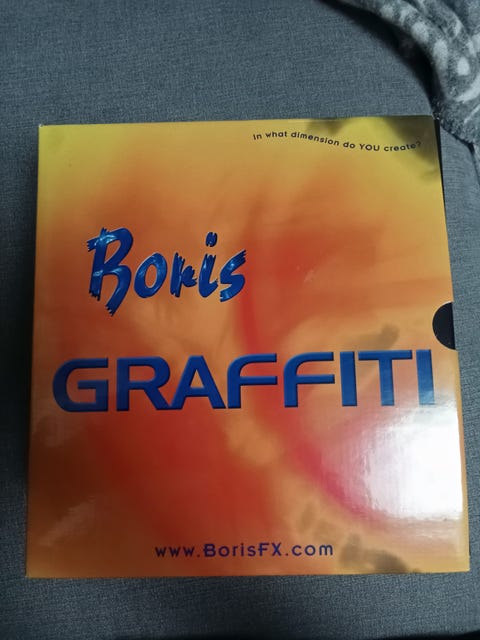 In what dimension do YOU create?
Boris
GRAFFITI
www.BorisFX.com